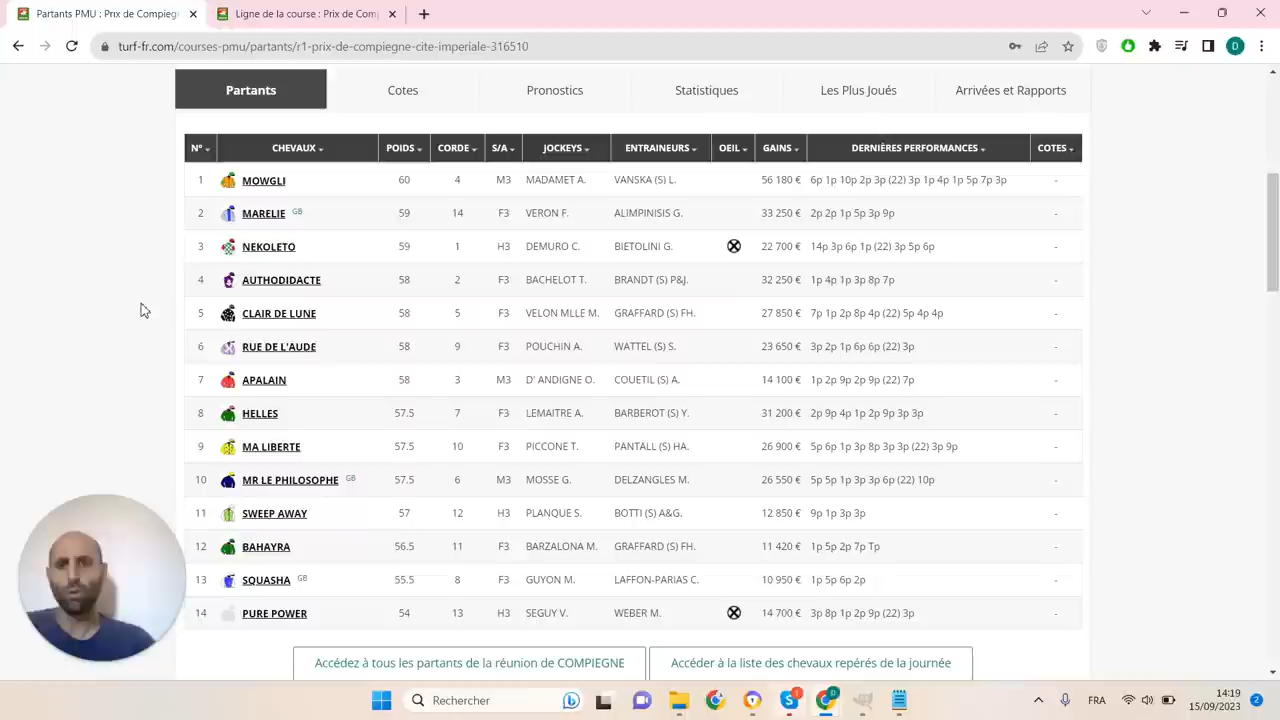 Partants PMU : Prix de Compiegn
Ligne de la course : Prix de Com
turf-fr.com/courses-pmu/partants/r1-prix-de-compiegne-cite-imperiale-316510
D
Partants Cotes Pronostics Statistiques Les Plus Joués Arrivées et Rapports
N° CHEVAUX POIDS CORDE S/A JOCKEYS ENTRAINEURS OEIL GAINS DERNIÈRES PERFORMANCES COTES
1 MOWGLI 60 4 M3 MADAMET A. VANSKA (S) L. 56 180 € 6p 1p 10p 2p 3p (22) 3p 1p 4p 1p 5p 7p 3p -
2 MARELIE GB 59 14 F3 VERON F. ALIMPINISIS G. 33 250 € 2p 2p 1p 5p 3p 9p -
3 NEKOLETO 59 1 H3 DEMURO C. BIETOLINI G. 22 700 € 14p 3p 6p 1p (22) 3p 5p 6p -
4 AUTHODIDACTE 58 2 F3 BACHELOT T. BRANDT (S) P&J. 32 250 € 1p 4p 1p 3p 8p 7p -
5 CLAIR DE LUNE 58 5 F3 VELON MLLE M. GRAFFARD (S) FH. 27 850 € 7p 1p 2p 8p 4p (22) 5p 4p 4p -
6 RUE DE L'AUDE 58 9 F3 POUCHIN A. WATTEL (S) S. 23 650 € 3p 2p 1p 6p 6p (22) 3p -
7 APALAIN 58 3 M3 D' ANDIGNE O. COUETIL (S) A. 14 100 € 1p 2p 9p 2p 9p (22) 7p -
8 HELLES 57.5 7 F3 LEMAITRE A. BARBEROT (S) Y. 31 200 € 2p 9p 4p 1p 2p 9p 3p 3p -
9 MA LIBERTE 57.5 10 F3 PICCONE T. PANTALL (S) HA. 26 900 € 5p 6p 1p 3p 8p 3p 3p (22) 3p 9p -
10 MR LE PHILOSOPHE GB 57.5 6 M3 MOSSE G. DELZANGLES M. 26 550 € 5p 5p 1p 3p 3p 6p (22) 10p -
11 SWEEP AWAY 57 12 H3 PLANQUE S. BOTTI (S) A&G. 12 850 € 9p 1p 3p 3p -
12 BAHAYRA 56.5 11 F3 BARZALONA M. GRAFFARD (S) FH. 11 420 € 1p 5p 2p 7p Tp -
13 SQUASHA GB 55.5 8 F3 GUYON M. LAFFON-PARIAS C. 10 950 € 1p 5p 6p 2p -
14 PURE POWER 54 13 H3 SEGUY V. WEBER M. 14 700 € 3p 8p 1p 2p 9p (22) 3p -
Accédez à tous les partants de la réunion de COMPIEGNE
Accéder à la liste des chevaux repérés de la journée
Rechercher
FRA
14:19
15/09/2023
2